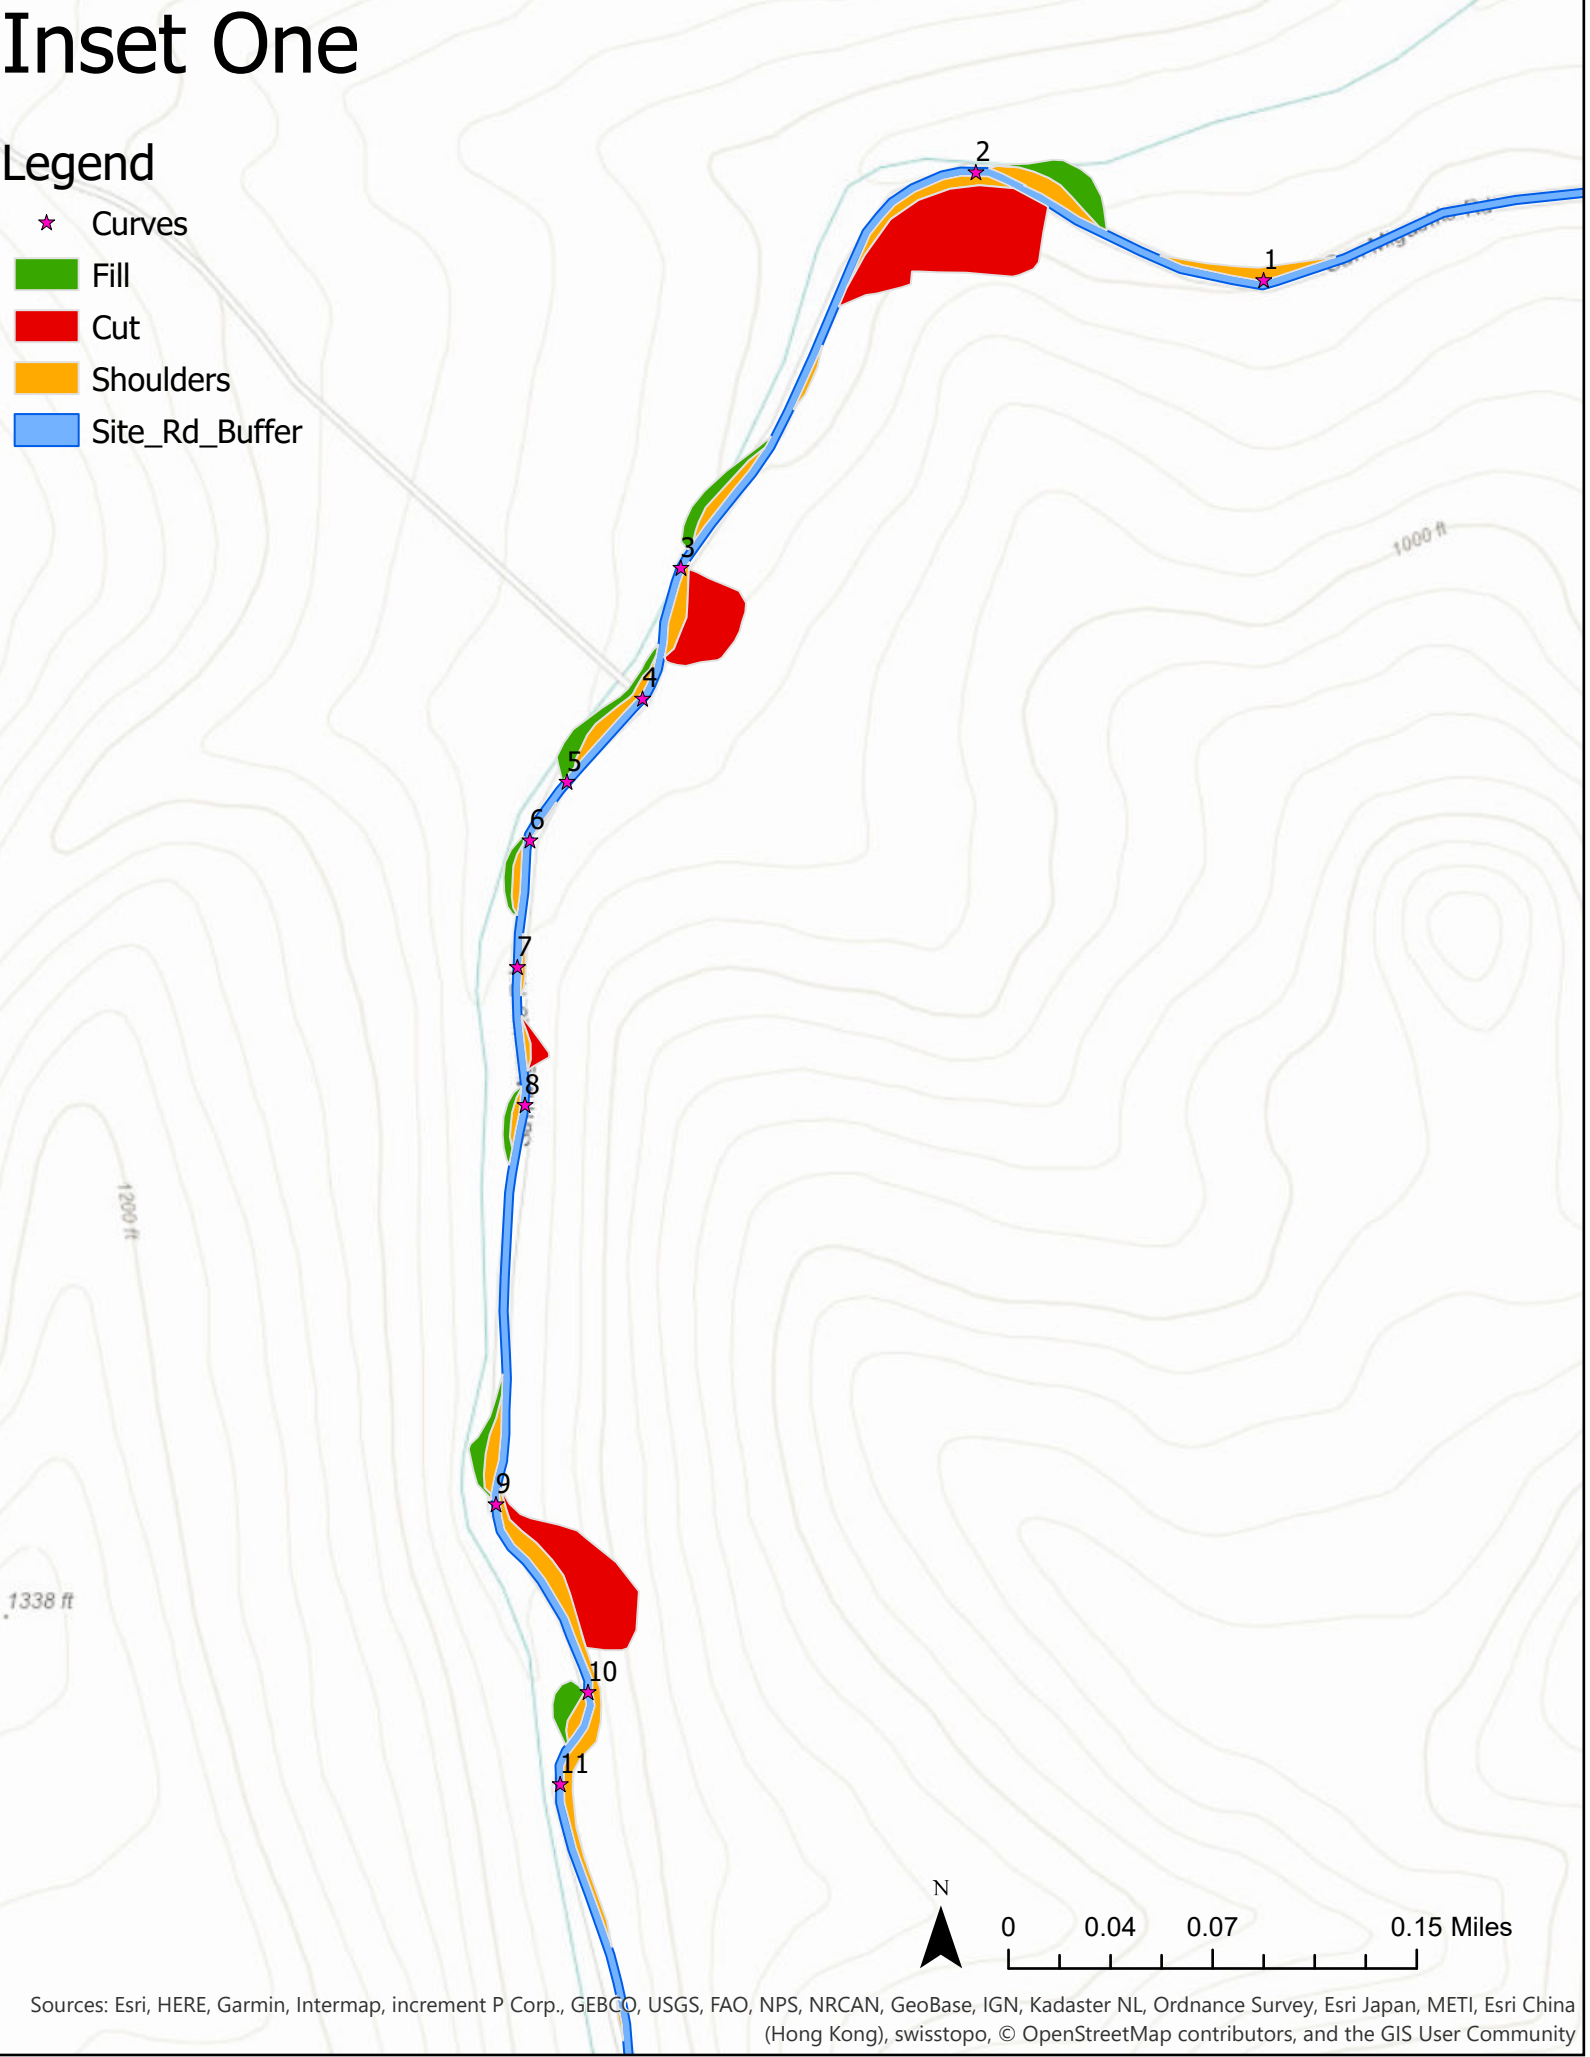 Inset One
Legend
Curves
Fill
Cut
Shoulders
Site_Rd_Buffer
2
1
1000 ft
3
4
5
6
7
8
1200 ft
9
1338 ft
10
11
N
0 0.04 0.07 0.15 Miles
Sources: Esri, HERE, Garmin, Intermap, increment P Corp., GEBCO, USGS, FAO, NPS, NRCAN, GeoBase, IGN, Kadaster NL, Ordnance Survey, Esri Japan, METI, Esri China
(Hong Kong), swisstopo, © OpenStreetMap contributors, and the GIS User Community